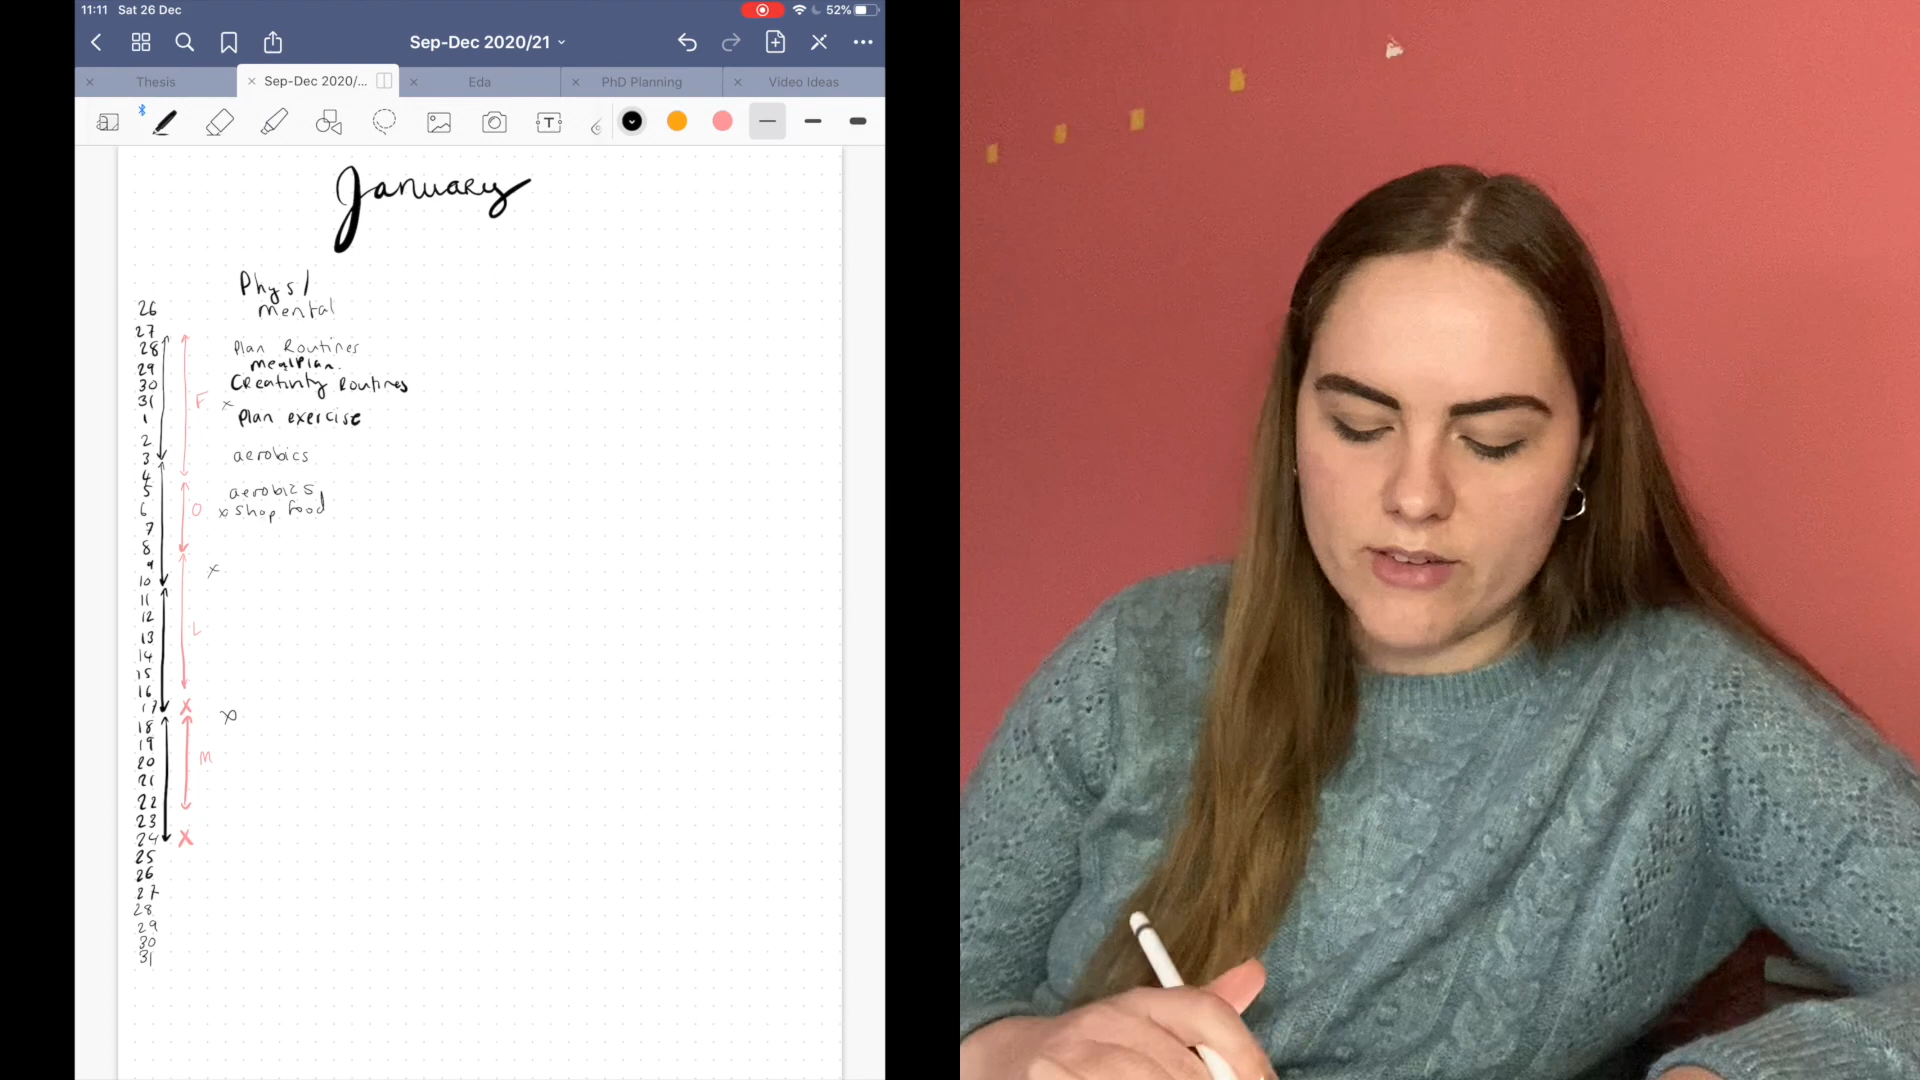 11:11 Sat 26 Dec 52%
Sep-Dec 2020/21
Thesis Sep-Dec 2020/... Eda PhD Planning Video Ideas
January
Phys/
26 mental
27
28 Plan Routines
29 mealplan.
30 Creativity Routines
31 F x
1 Plan exercise
2
3 aerobics
4
5 aerobics
6 O x shop food
7
8
9 x
10
11
12
13 L
14
15
16
17 X
18 x
19
20 M
21
22
23
24 X
25
26
27
28
29
30
31